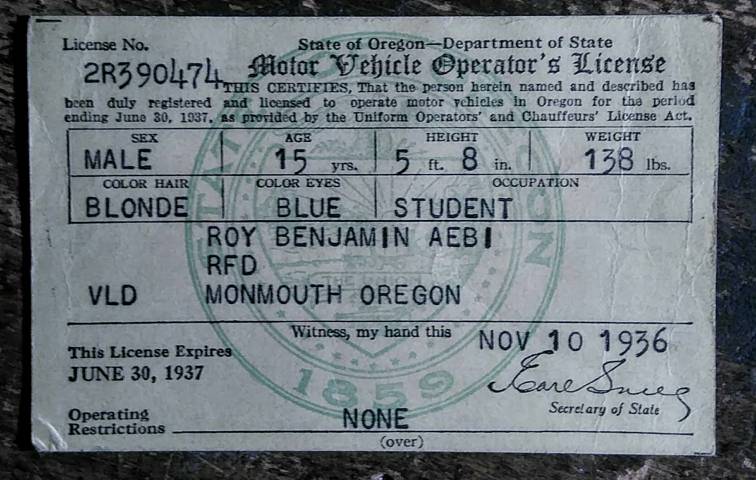 License No.
State of Oregon—Department of State
2R390474
Motor Vehicle Operator's License
THIS CERTIFIES, That the person herein named and described has
been duly registered and licensed to operate motor vehicles in Oregon for the period
ending June 30, 1937, as provided by the Uniform Operators' and Chauffeurs' License Act.
SEX AGE HEIGHT WEIGHT
MALE 15 yrs. 5 ft. 8 in. 138 lbs.
COLOR HAIR COLOR EYES OCCUPATION
BLONDE BLUE STUDENT
ROY BENJAMIN AEBI
RFD
VLD MONMOUTH OREGON
Witness, my hand this NOV 10 1936
This License Expires
JUNE 30, 1937
Earl Snell
Secretary of State
1859
Operating
Restrictions NONE
(over)